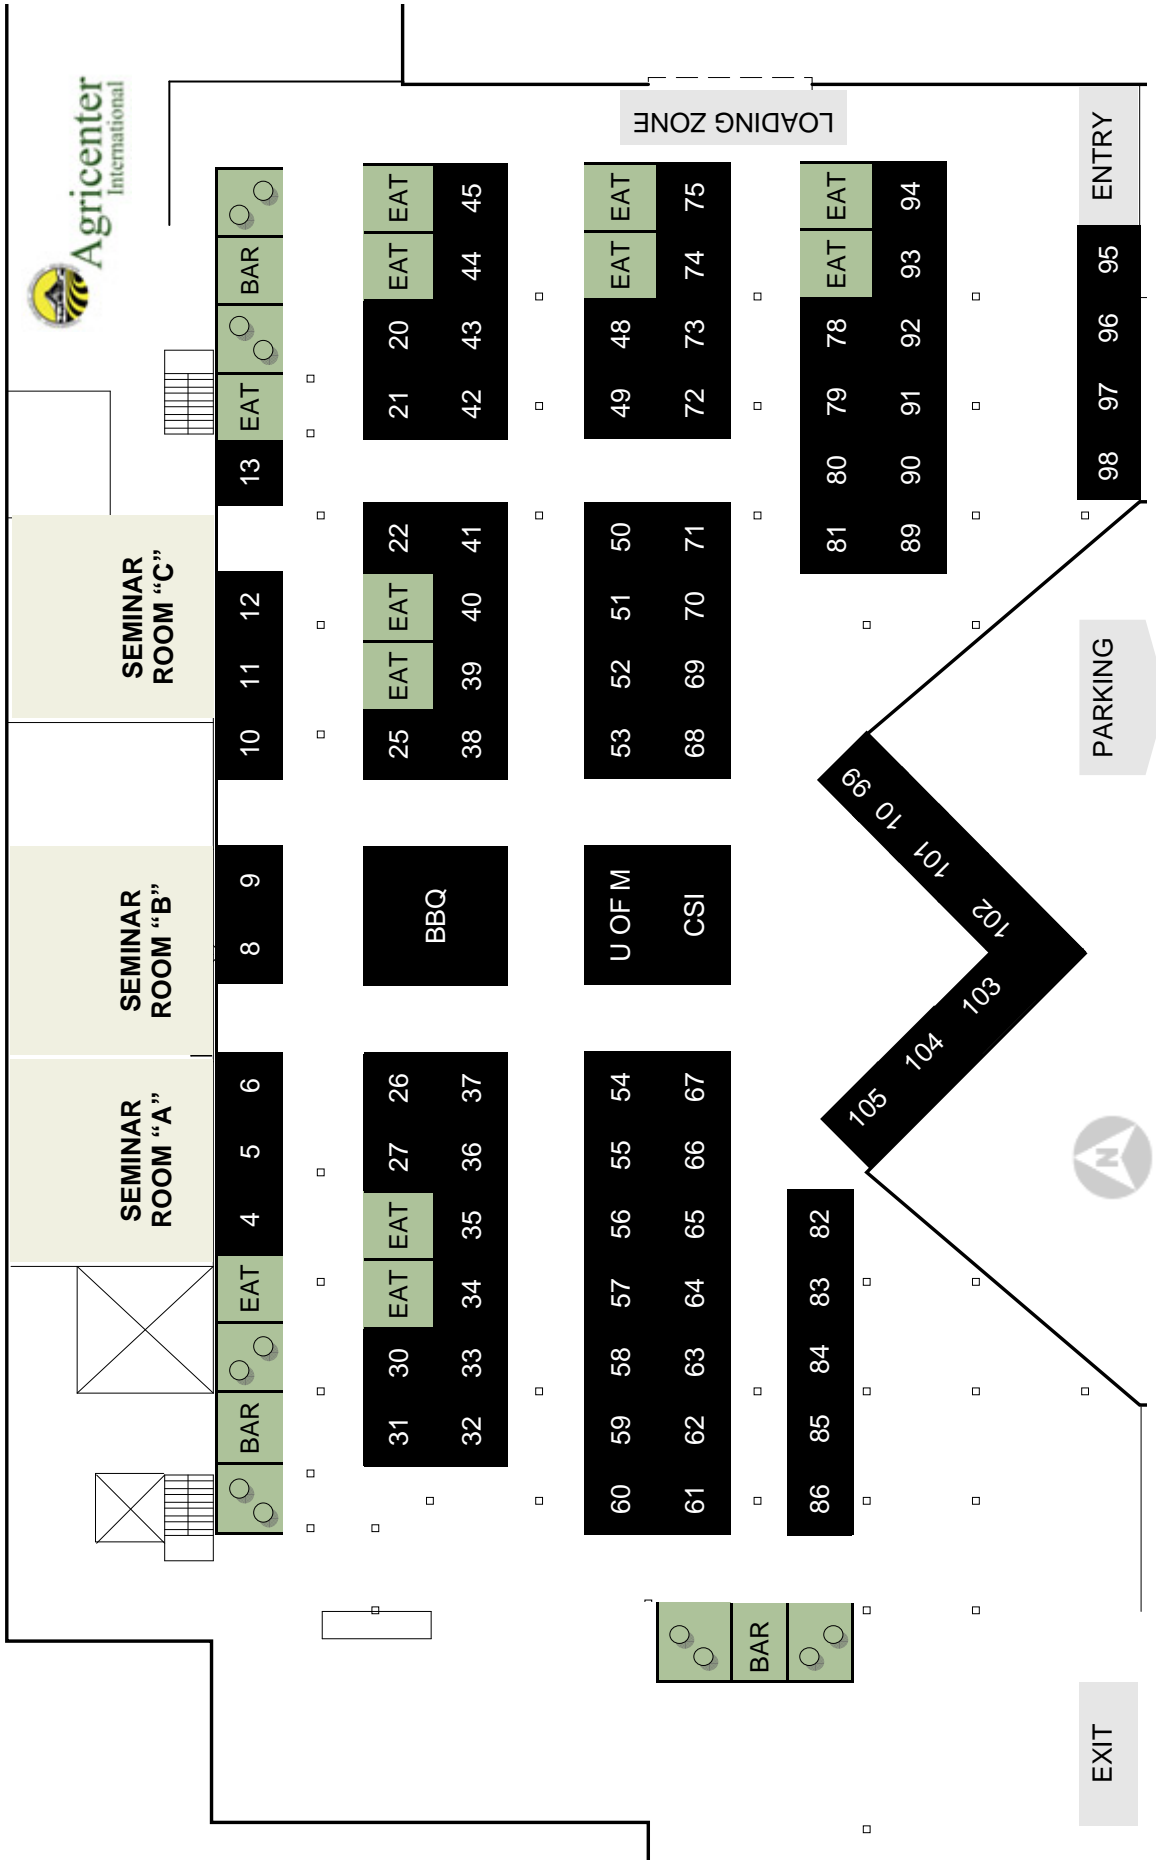 Agricenter
International
SEMINAR
ROOM “A”
SEMINAR
ROOM “B”
SEMINAR
ROOM “C”
BAR
EAT
4
5
6
8
9
10
11
12
13
EAT
BAR
31
30
EAT
EAT
27
26
BBQ
25
EAT
EAT
22
21
20
EAT
EAT
32
33
34
35
36
37
38
39
40
41
42
43
44
45
60
59
58
57
56
55
54
U OF M
53
52
51
50
49
48
EAT
EAT
61
62
63
64
65
66
67
CSI
68
69
70
71
72
73
74
75
LOADING ZONE
BAR
86
85
84
83
82
81
80
79
78
EAT
EAT
89
90
91
92
93
94
105
104
103
102
101
10
99
EXIT
N
PARKING
98
97
96
95
ENTRY